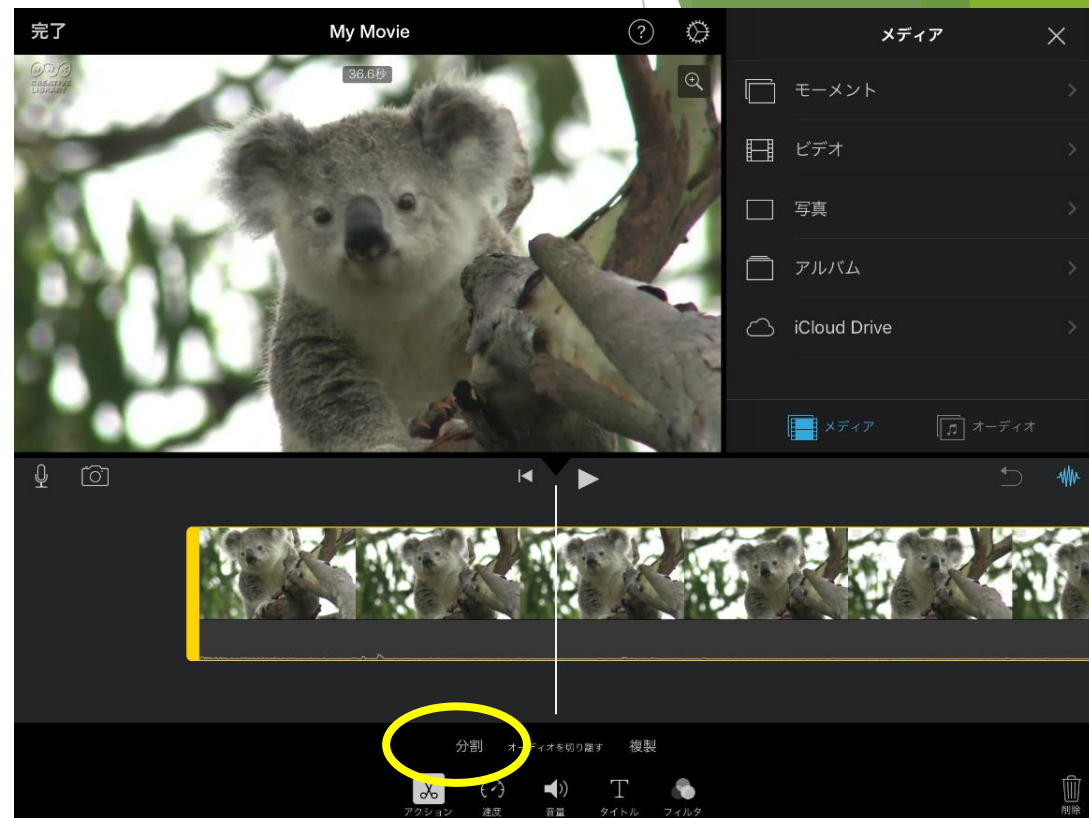 完了
My Movie
?
メディア
NHK
CREATIVE
LIBRARY
36.6秒
モーメント
ビデオ
写真
アルバム
iCloud Drive
メディア
オーディオ
分割
オーディオを切り離す
複製
アクション
速度
音量
T
タイトル
フィルタ
削除